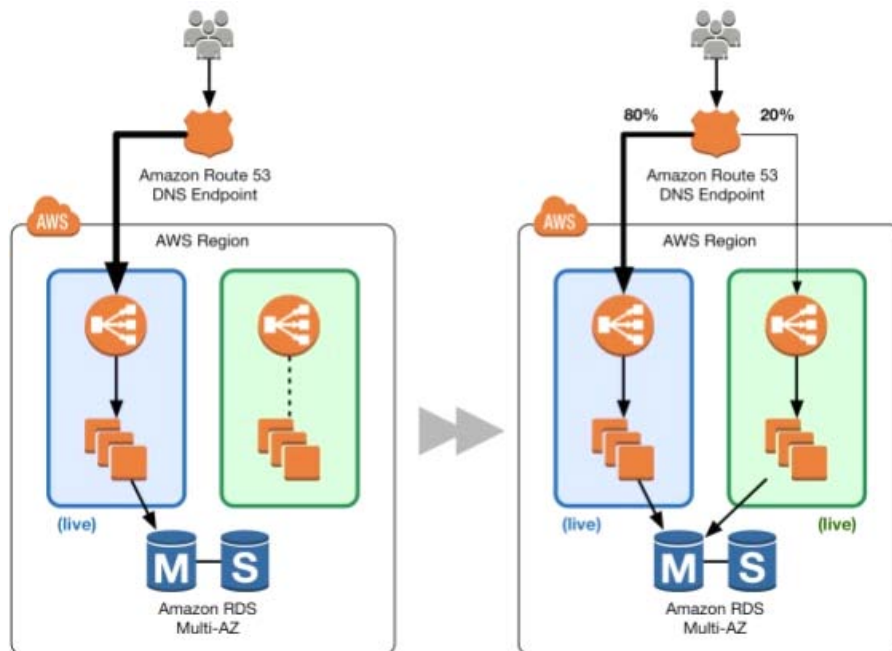 Amazon Route 53
DNS Endpoint
AWS
AWS Region
(live)
M
S
Amazon RDS
Multi-AZ
80%
20%
Amazon Route 53
DNS Endpoint
AWS
AWS Region
(live)
(live)
M
S
Amazon RDS
Multi-AZ